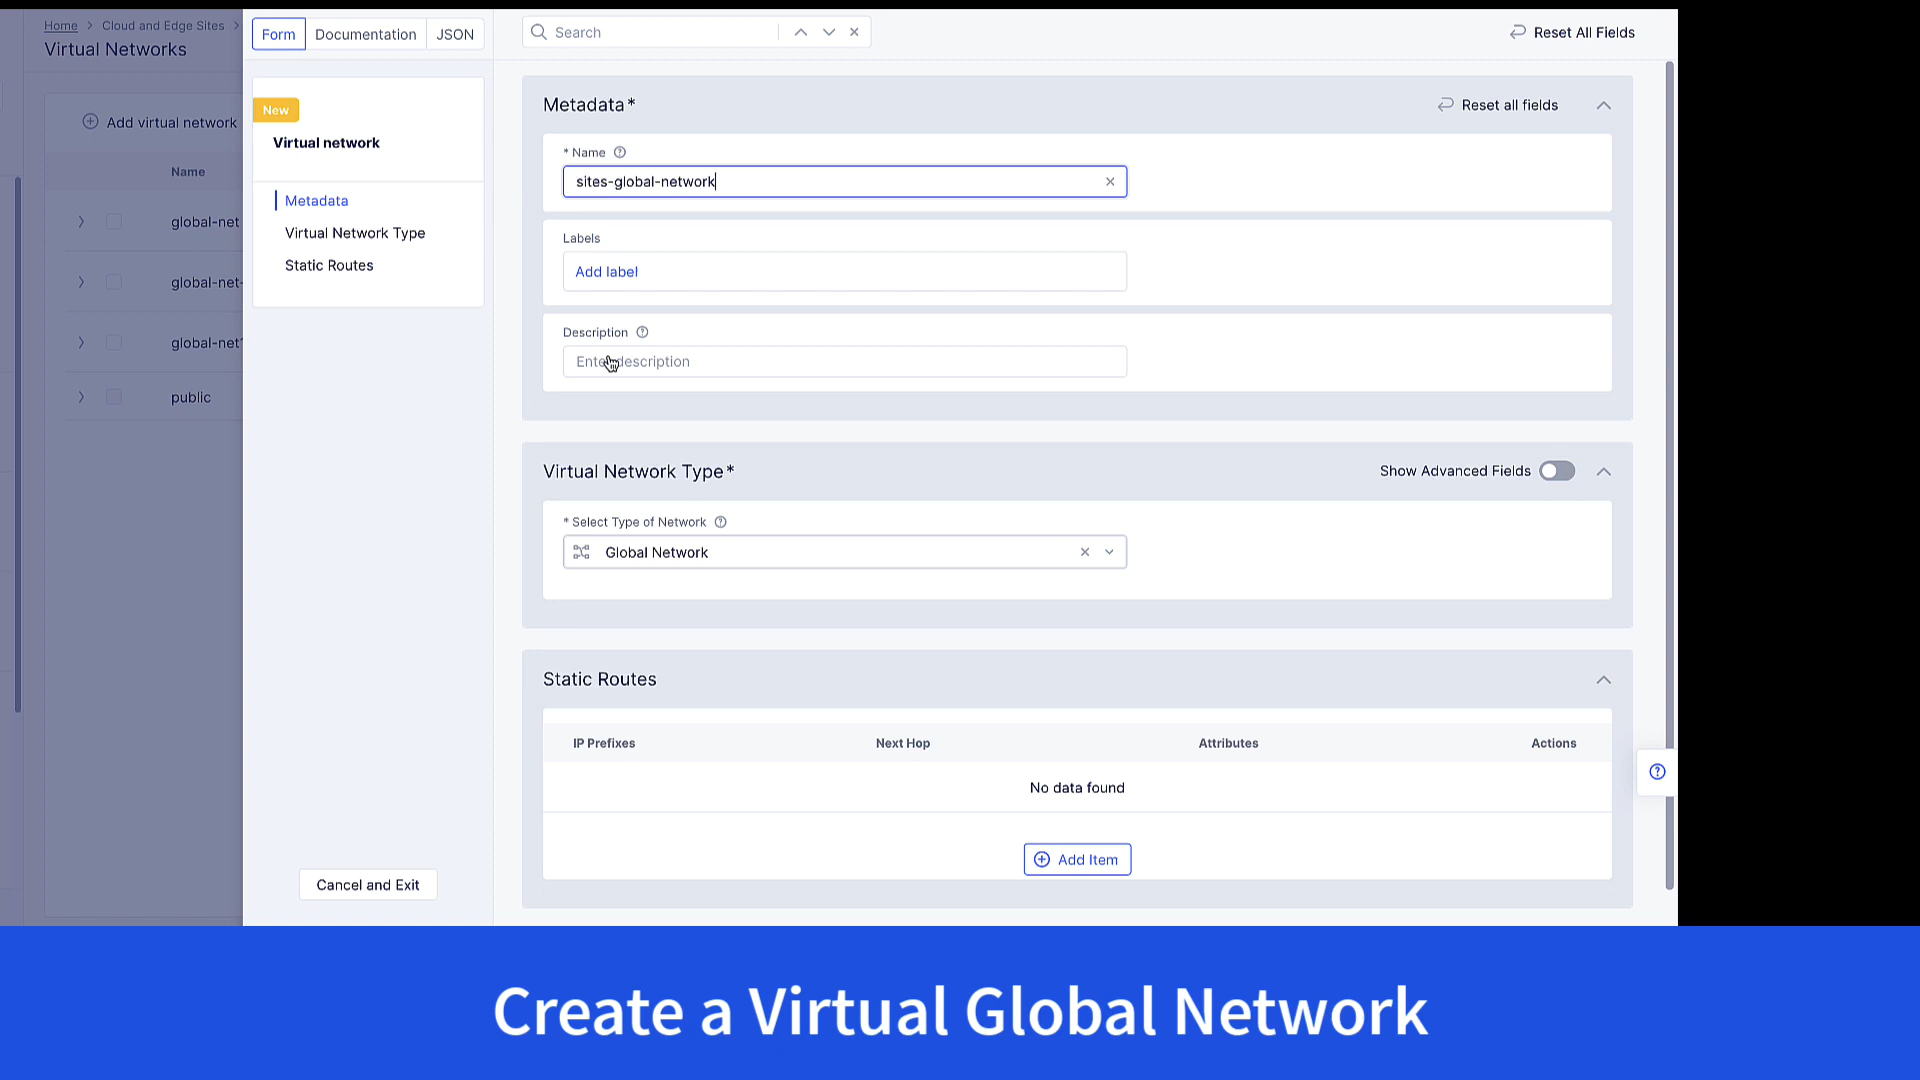 Home > Cloud and Edge Sites >
Virtual Networks
Add virtual network
Name
global-net
global-net-
global-net1
public
Form
Documentation
JSON
New
Virtual network
Metadata
Virtual Network Type
Static Routes
Cancel and Exit
Search
Reset All Fields
Metadata*
Reset all fields
* Name
sites-global-network
Labels
Add label
Description
Enter description
Virtual Network Type*
Show Advanced Fields
* Select Type of Network
Global Network
Static Routes
IP Prefixes
Next Hop
Attributes
Actions
No data found
Add Item
Create a Virtual Global Network